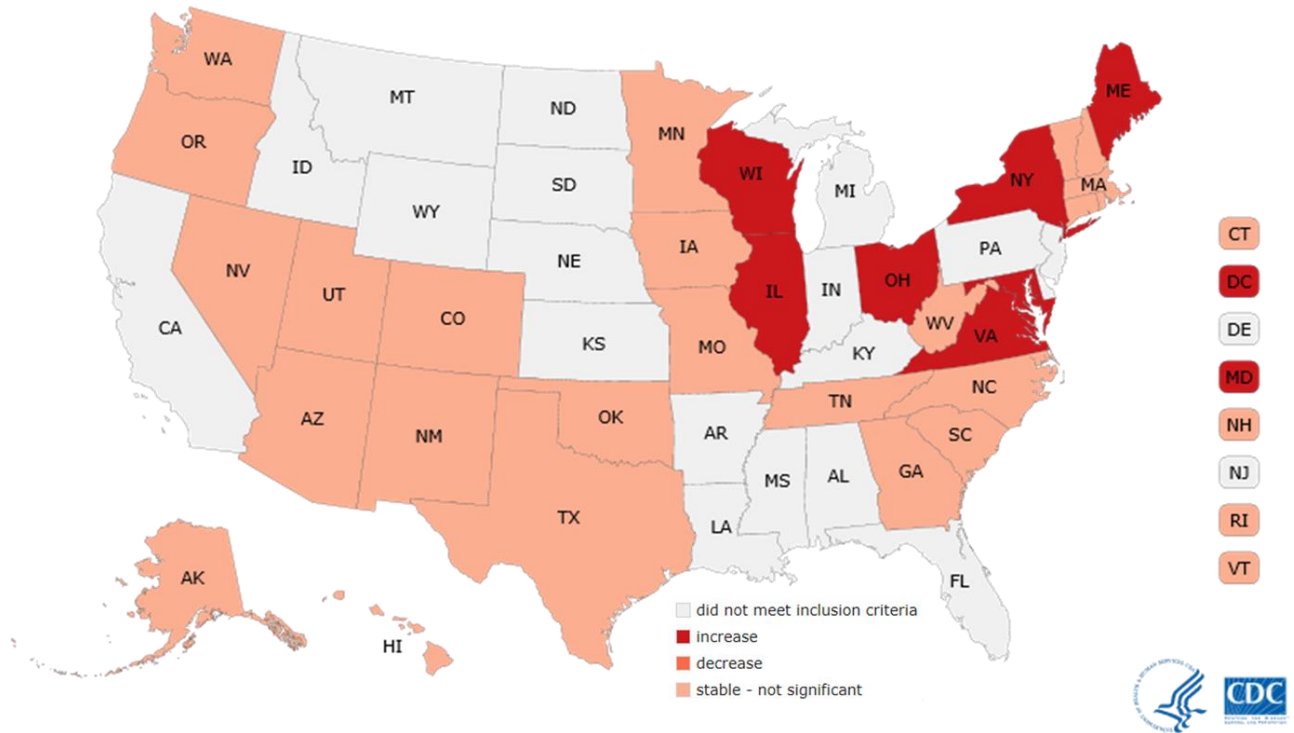 WA
MT
ND
MN
ME
OR
ID
SD
WI
MI
NY
MA
WY
IA
NE
PA
NV
UT
CO
IL
IN
OH
CA
KS
MO
KY
WV
VA
AZ
NM
OK
TN
NC
AR
SC
TX
MS
AL
GA
LA
AK
HI
FL
CT
DC
DE
MD
NH
NJ
RI
VT
did not meet inclusion criteria
increase
decrease
stable - not significant
CDC